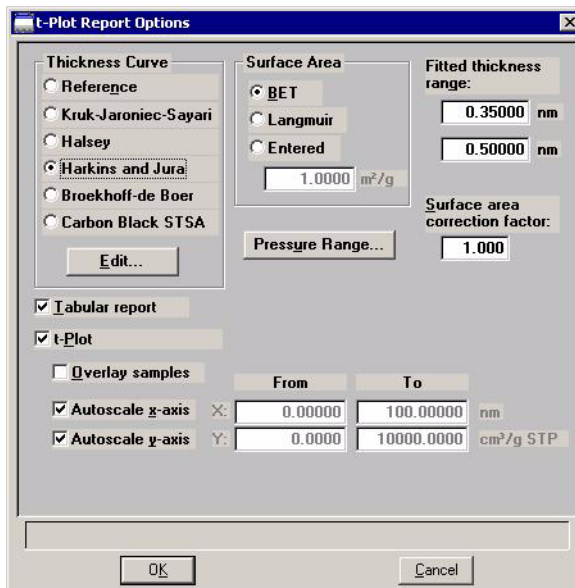 t-Plot Report Options
Thickness Curve
Reference
Kruk-Jaroniec-Sayari
Halsey
Harkins and Jura
Broekhoff-de Boer
Carbon Black STSA
Edit...
Surface Area
BET
Langmuir
Entered
1.0000 m²/g
Pressure Range...
Fitted thickness
range:
0.35000 nm
0.50000 nm
Surface area
correction factor:
1.000
Tabular report
t-Plot
Overlay samples
From To
Autoscale x-axis X: 0.00000 100.00000 nm
Autoscale y-axis Y: 0.0000 10000.0000 cm³/g STP
OK Cancel